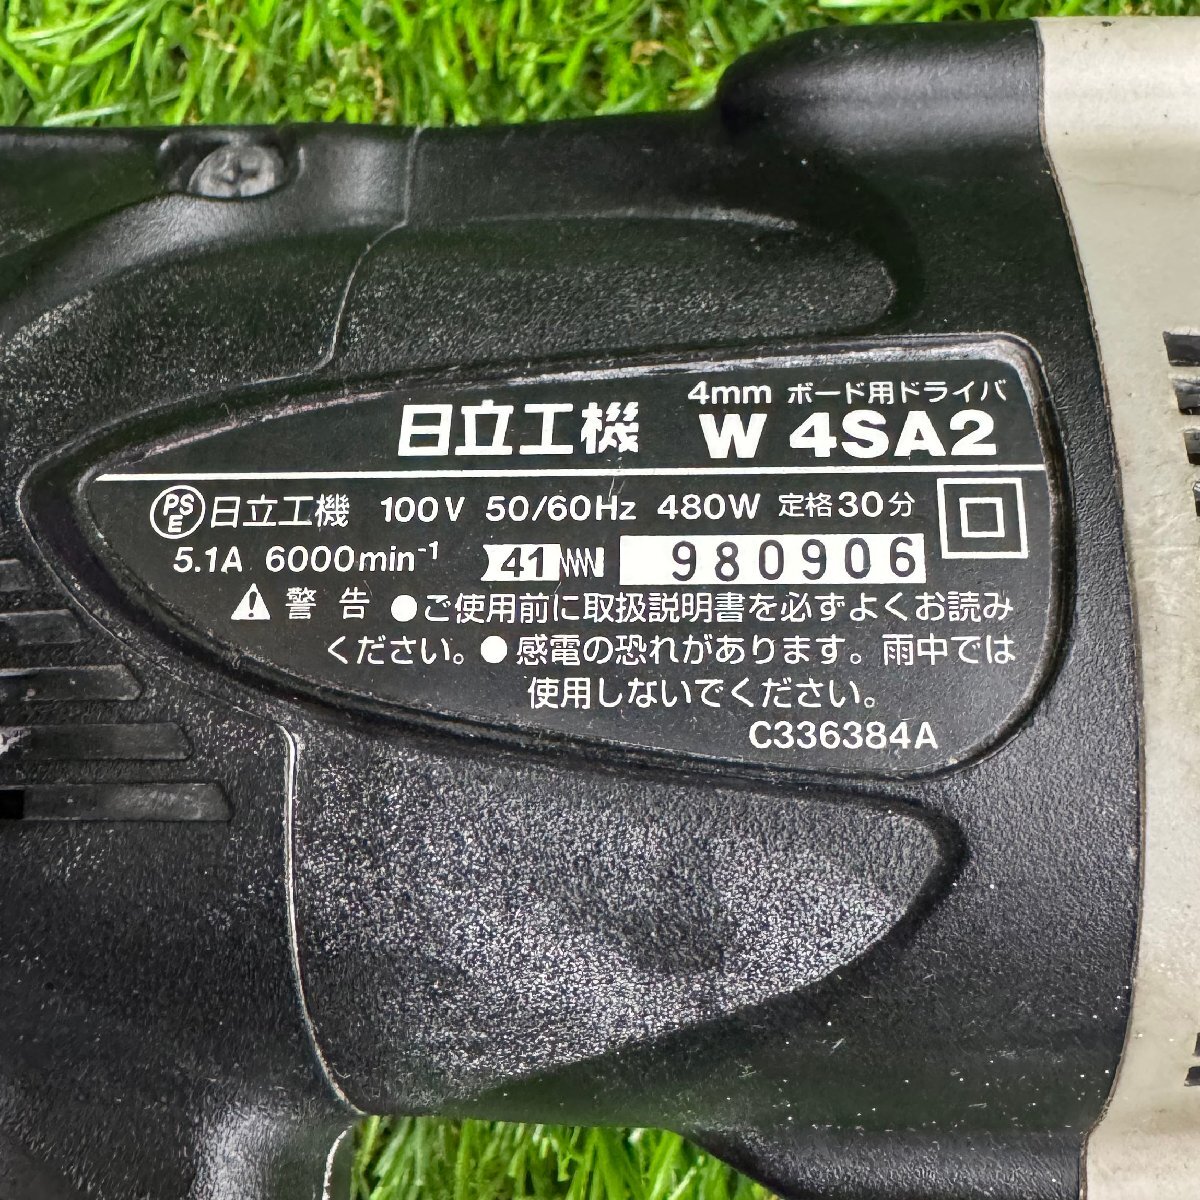 4mm ボード用ドライバ
日立工機 W 4SA2
PSE 日立工機 100V 50/60Hz 480W 定格30分
5.1A 6000min⁻¹ 41 980906
警告 ●ご使用前に取扱説明書を必ずよくお読み
ください。●感電の恐れがあります。雨中では
使用しないでください。
C336384A